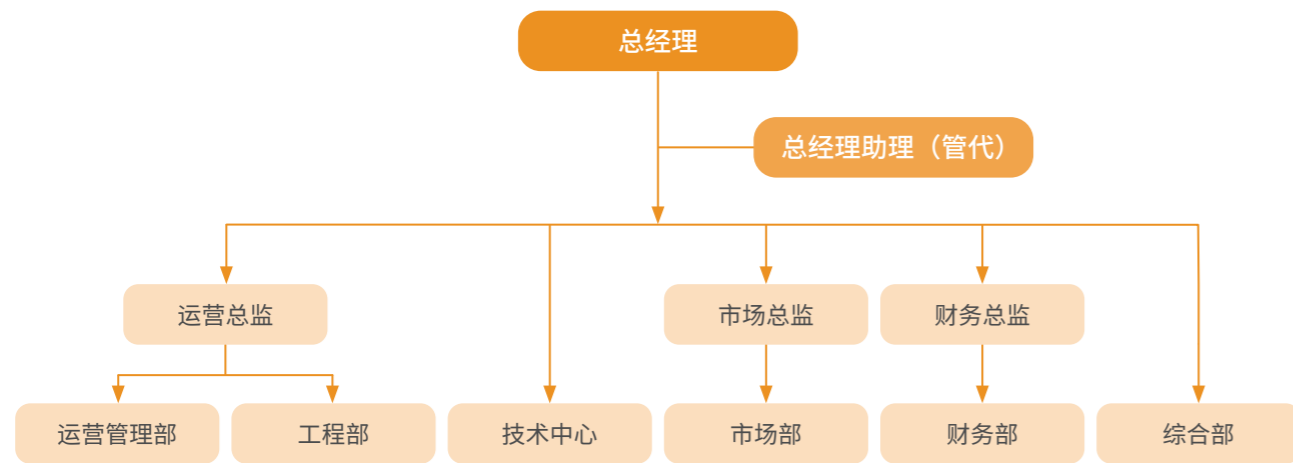 总经理
总经理助理（管代）
运营总监
市场总监
财务总监
运营管理部
工程部
技术中心
市场部
财务部
综合部